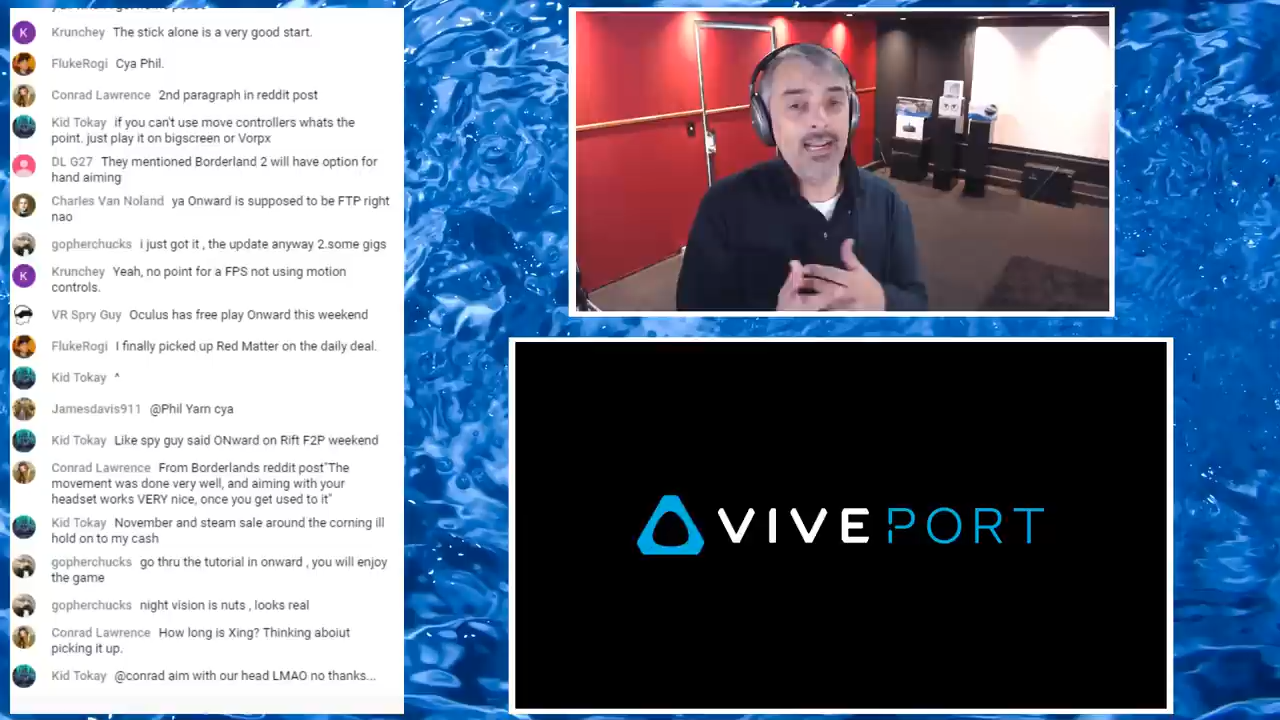 K Krunchey The stick alone is a very good start.
FlukeRogi Cya Phil.
Conrad Lawrence 2nd paragraph in reddit post
Kid Tokay if you can't use move controllers whats the
point. just play it on bigscreen or Vorpx
DL G27 They mentioned Borderland 2 will have option for
hand aiming
Charles Van Noland ya Onward is supposed to be FTP right
nao
gopherchucks i just got it , the update anyway 2.some gigs
K Krunchey Yeah, no point for a FPS not using motion
controls.
VR Spry Guy Oculus has free play Onward this weekend
FlukeRogi I finally picked up Red Matter on the daily deal.
Kid Tokay ^
Jamesdavis911 @Phil Yarn cya
Kid Tokay Like spy guy said ONward on Rift F2P weekend
Conrad Lawrence From Borderlands reddit post"The
movement was done very well, and aiming with your
headset works VERY nice, once you get used to it"
Kid Tokay November and steam sale around the corning ill
hold on to my cash
gopherchucks go thru the tutorial in onward , you will enjoy
the game
gopherchucks night vision is nuts , looks real
Conrad Lawrence How long is Xing? Thinking aboiut
picking it up.
Kid Tokay @conrad aim with our head LMAO no thanks...
VIVEPORT